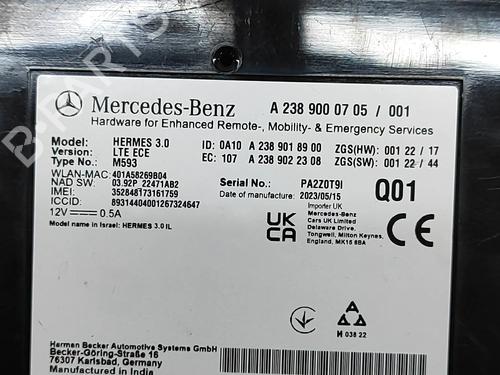 Mercedes-Benz A 238 900 07 05 / 001
Hardware for Enhanced Remote-, Mobility- & Emergency Services
Model: HERMES 3.0 ID: 0A10 A 238 901 89 00 ZGS(HW): 001 22 / 17
Version: LTE ECE EC: 107 A 238 902 23 08 ZGS(SW): 001 22 / 44
Type No.: M593
WLAN-MAC: 401A58269B04 Serial No.: PA2Z0T9I Q01
NAD SW: 03.92P 22471AB2 Manufactured on: 2023/05/15
IMEI: 352848173161759 Importer UK
ICCID: 89314404001267324647 Mercedes-Benz
12V 0.5A Cars UK Limited
Delaware Drive,
Tongwell, Milton Keynes,
England, MK15 8BA
Model name in Israel: HERMES 3.0 IL
UK
CA
CE
H 03B 22
Harman Becker Automotive Systems GmbH
Becker-Göring-Straße 16
76307 Karlsbad, Germany
Manufactured in India